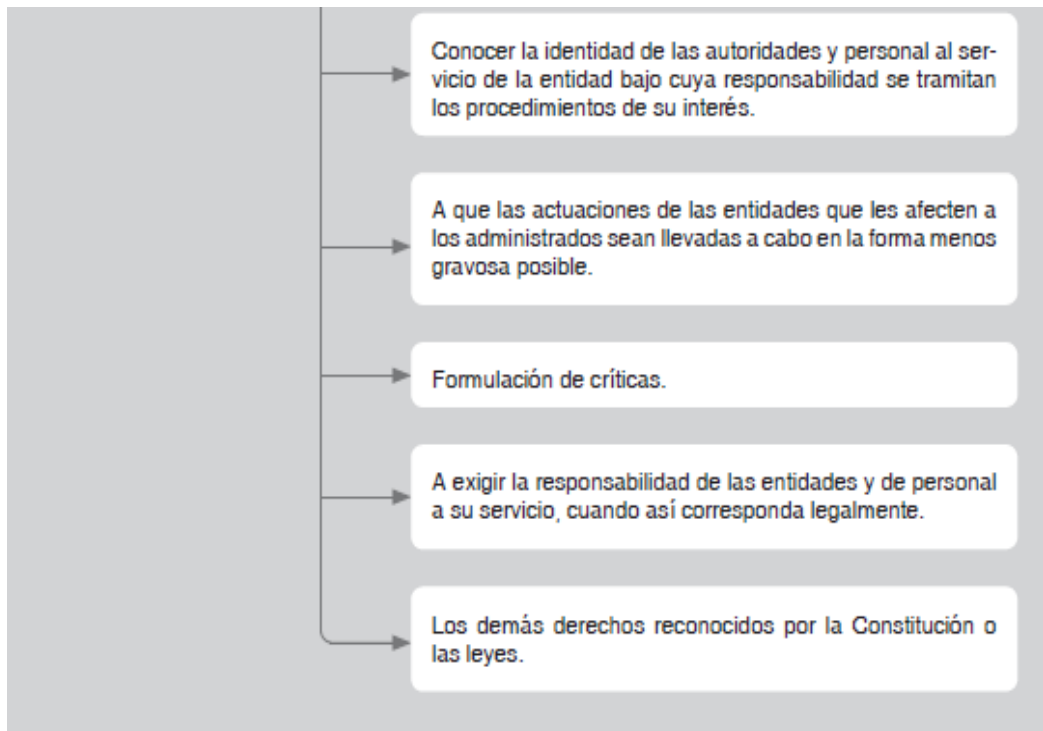 Conocer la identidad de las autoridades y personal al ser-
vicio de la entidad bajo cuya responsabilidad se tramitan
los procedimientos de su interés.
A que las actuaciones de las entidades que les afecten a
los administrados sean llevadas a cabo en la forma menos
gravosa posible.
Formulación de críticas.
A exigir la responsabilidad de las entidades y de personal
a su servicio, cuando así corresponda legalmente.
Los demás derechos reconocidos por la Constitución o
las leyes.